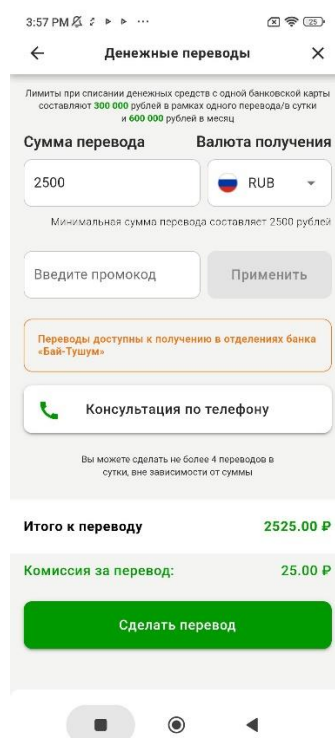 3:57 PM
25
Денежные переводы
Лимиты при списании денежных средств с одной банковской карты
составляют 300 000 рублей в рамках одного перевода/в сутки
и 600 000 рублей в месяц
Сумма перевода Валюта получения
2500 RUB
Минимальная сумма перевода составляет 2500 рублей
Введите промокод Применить
Переводы доступны к получению в отделениях банка
«Бай-Тушум»
Консультация по телефону
Вы можете сделать не более 4 переводов в
сутки, вне зависимости от суммы
Итого к переводу 2525.00 ₽
Комиссия за перевод: 25.00 ₽
Сделать перевод